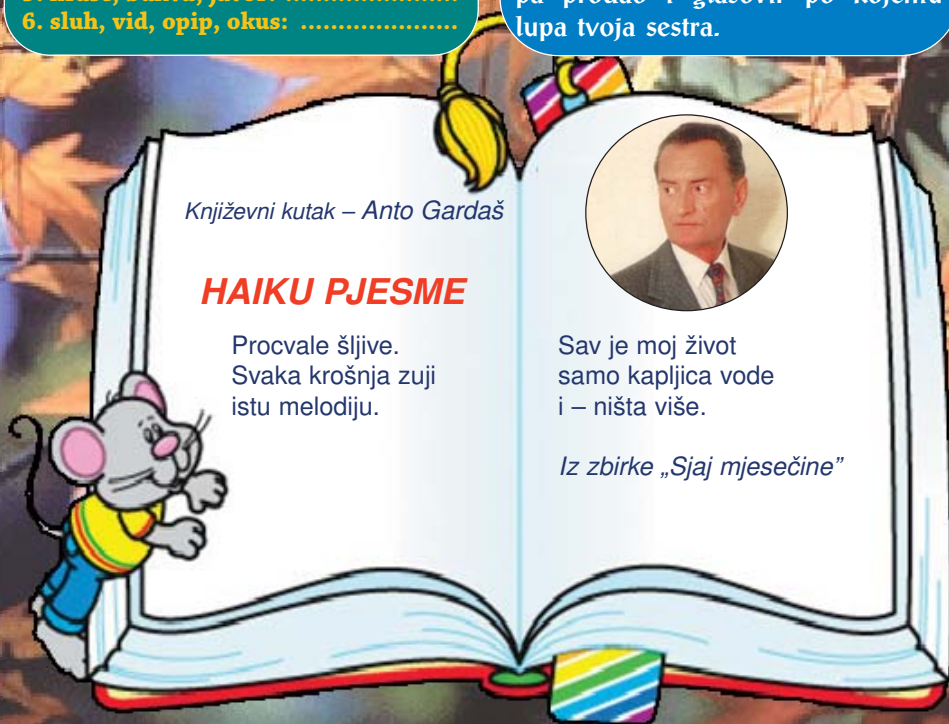 6. sluh, vid, opip, okus: .....................
lupa tvoja sestra.
Književni kutak – Anto Gardaš
HAIKU PJESME
Procvale šljive.
Svaka krošnja zuji
istu melodiju.
Sav je moj život
samo kapljica vode
i – ništa više.
Iz zbirke „Sjaj mjesečine”